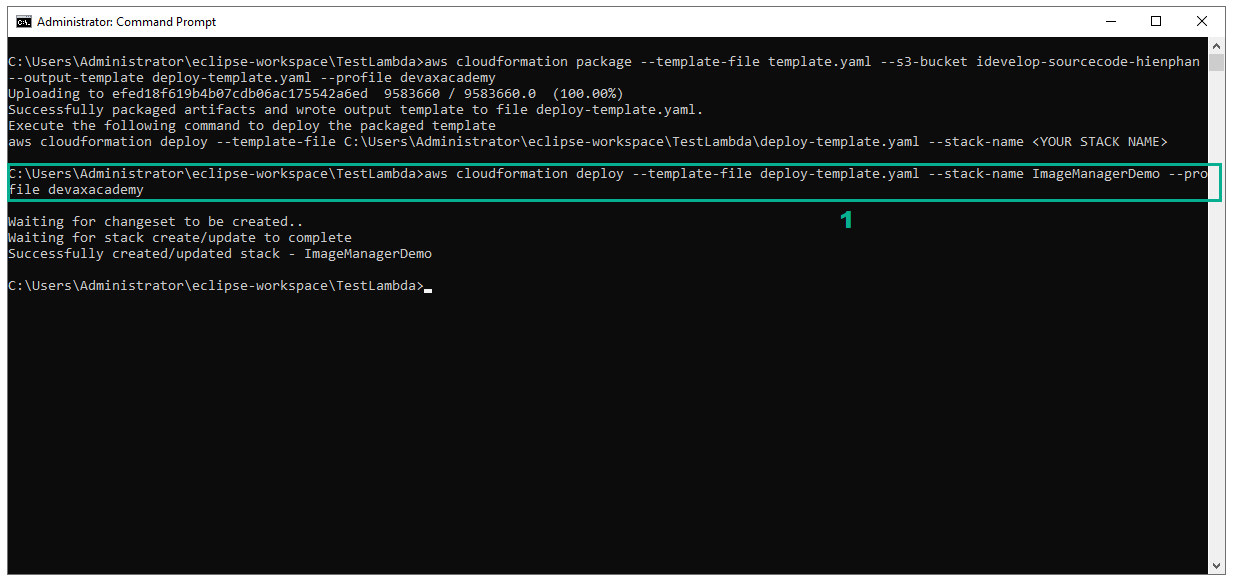 Administrator: Command Prompt
C:\Users\Administrator\eclipse-workspace\TestLambda>aws cloudformation package --template-file template.yaml --s3-bucket idevelop-sourcecode-hienphan
--output-template deploy-template.yaml --profile devaxacademy
Uploading to efed18f619b4b07cdb06ac175542a6ed  9583660 / 9583660.0  (100.00%)
Successfully packaged artifacts and wrote output template to file deploy-template.yaml.
Execute the following command to deploy the packaged template
aws cloudformation deploy --template-file C:\Users\Administrator\eclipse-workspace\TestLambda\deploy-template.yaml --stack-name <YOUR STACK NAME>
C:\Users\Administrator\eclipse-workspace\TestLambda>aws cloudformation deploy --template-file deploy-template.yaml --stack-name ImageManagerDemo --pro
file devaxacademy
1
Waiting for changeset to be created..
Waiting for stack create/update to complete
Successfully created/updated stack - ImageManagerDemo
C:\Users\Administrator\eclipse-workspace\TestLambda>